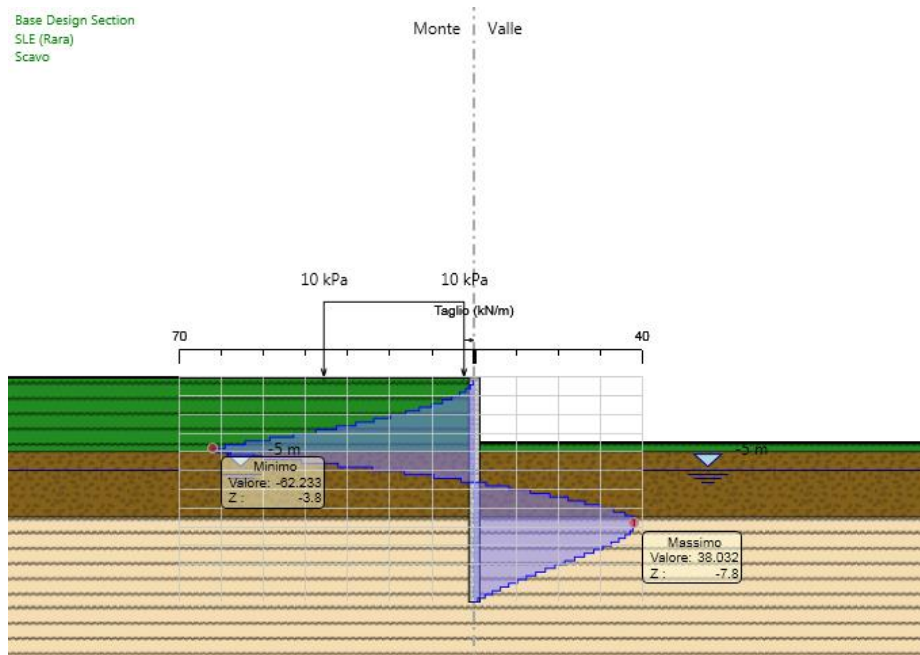 Base Design Section
SLE (Rara)
Scavo
Monte Valle
10 kPa 10 kPa
Taglio (kN/m)
70 40
-5 m -5 m
Minimo
Valore: -62.233
Z : -3.8
Massimo
Valore: 38.032
Z : -7.8